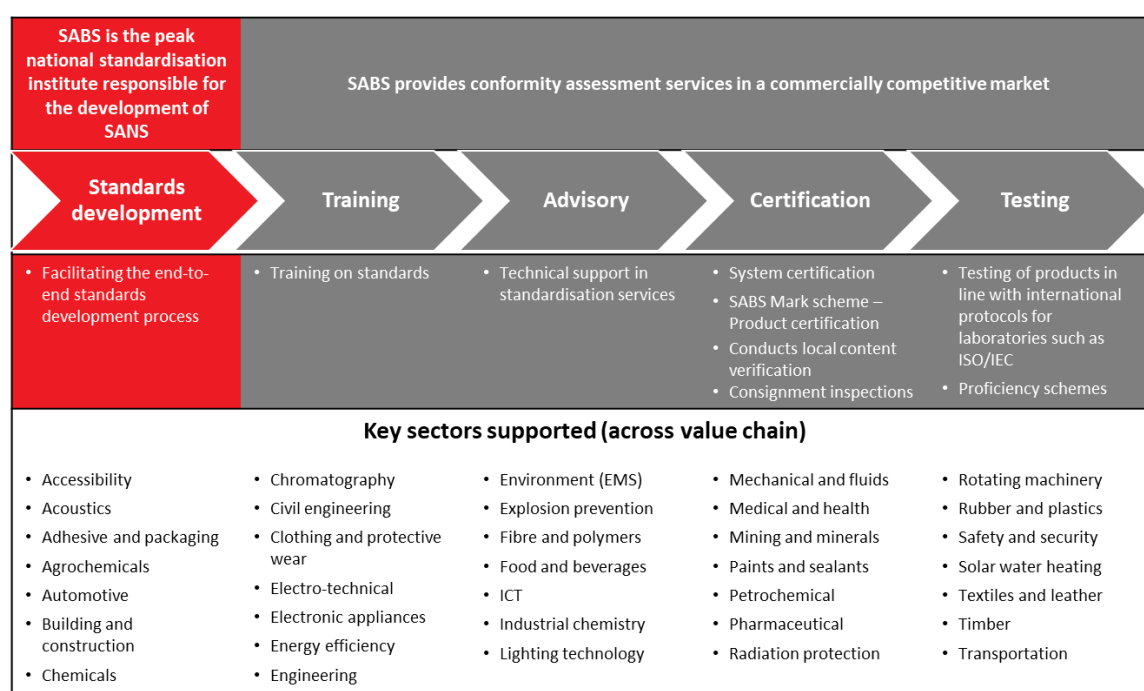 SABS is the peak
national standardisation
institute responsible for
the development of
SANS
SABS provides conformity assessment services in a commercially competitive market
Standards
development
Training
Advisory
Certification
Testing
• Facilitating the end-to-
end standards
development process
• Training on standards
• Technical support in
standardisation services
• System certification
• SABS Mark scheme –
Product certification
• Conducts local content
verification
• Consignment inspections
• Testing of products in
line with international
protocols for
laboratories such as
ISO/IEC
• Proficiency schemes
Key sectors supported (across value chain)
• Accessibility
• Acoustics
• Adhesive and packaging
• Agrochemicals
• Automotive
• Building and
construction
• Chemicals
• Chromatography
• Civil engineering
• Clothing and protective
wear
• Electro-technical
• Electronic appliances
• Energy efficiency
• Engineering
• Environment (EMS)
• Explosion prevention
• Fibre and polymers
• Food and beverages
• ICT
• Industrial chemistry
• Lighting technology
• Mechanical and fluids
• Medical and health
• Mining and minerals
• Paints and sealants
• Petrochemical
• Pharmaceutical
• Radiation protection
• Rotating machinery
• Rubber and plastics
• Safety and security
• Solar water heating
• Textiles and leather
• Timber
• Transportation